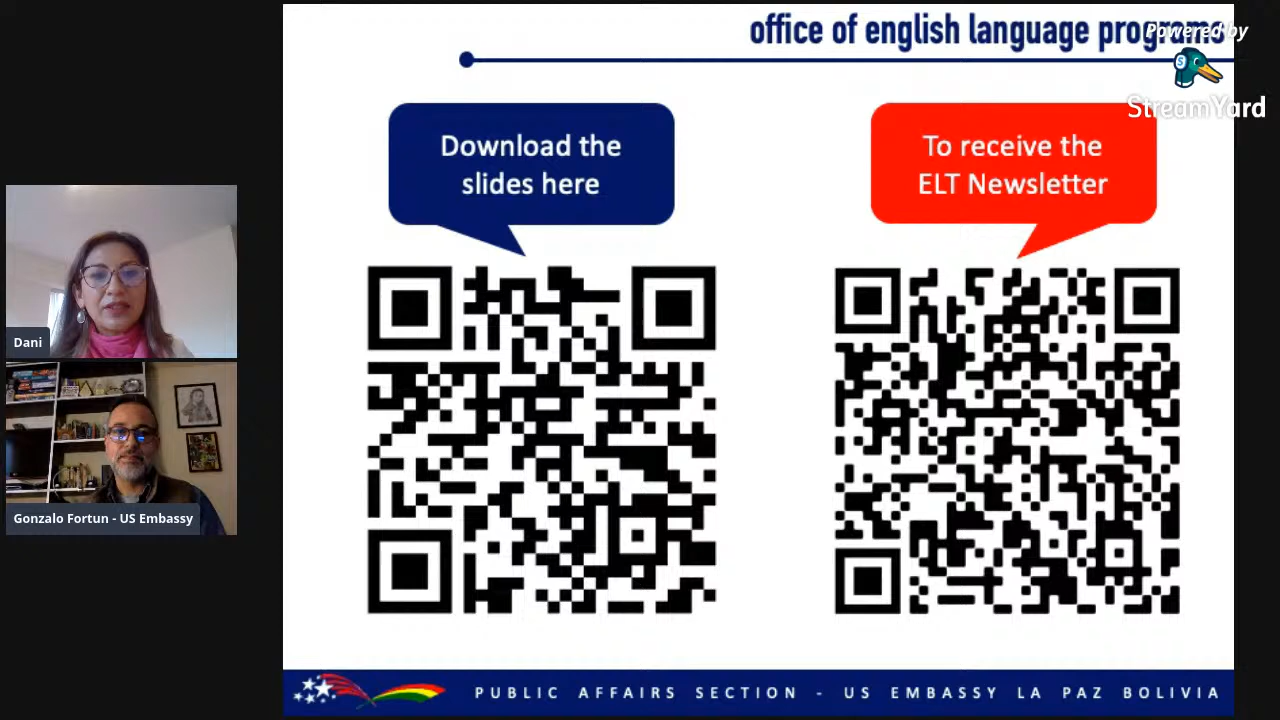 office of english language programs
Powered by
StreamYard
Download the
slides here
To receive the
ELT Newsletter
Dani
Gonzalo Fortun - US Embassy
PUBLIC AFFAIRS SECTION - US EMBASSY LA PAZ BOLIVIA